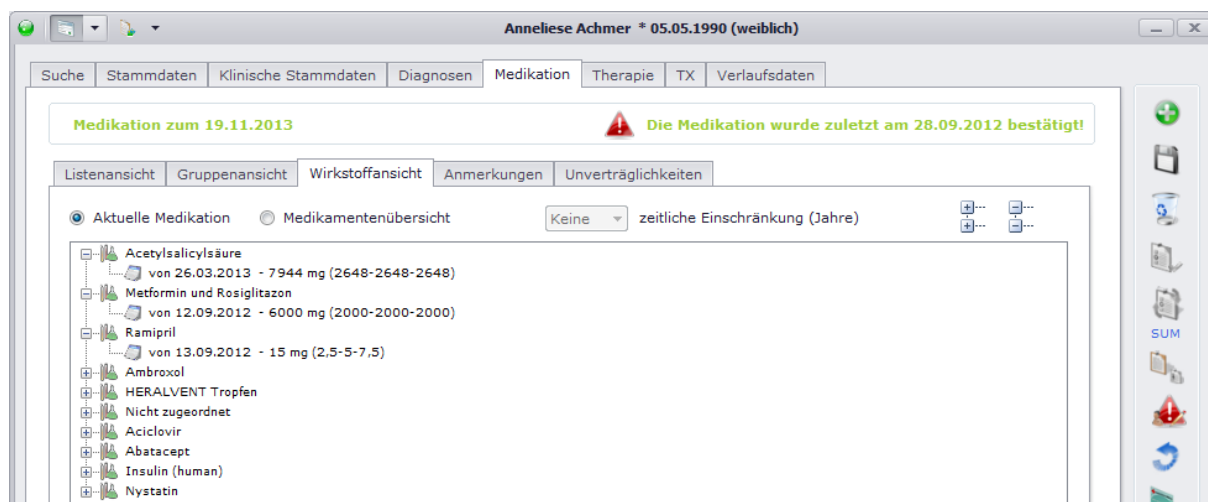 Anneliese Achmer * 05.05.1990 (weiblich)
Suche Stammdaten Klinische Stammdaten Diagnosen Medikation Therapie TX Verlaufsdaten
Medikation zum 19.11.2013 Die Medikation wurde zuletzt am 28.09.2012 bestätigt!
Listenansicht Gruppenansicht Wirkstoffansicht Anmerkungen Unverträglichkeiten
Aktuelle Medikation Medikamentenübersicht Keine zeitliche Einschränkung (Jahre)
Acetylsalicylsäure
von 26.03.2013 - 7944 mg (2648-2648-2648)
Metformin und Rosiglitazon
von 12.09.2012 - 6000 mg (2000-2000-2000)
Ramipril
von 13.09.2012 - 15 mg (2,5-5-7,5)
SUM
Ambroxol
HERALVENT Tropfen
Nicht zugeordnet
Aciclovir
Abatacept
Insulin (human)
Nystatin